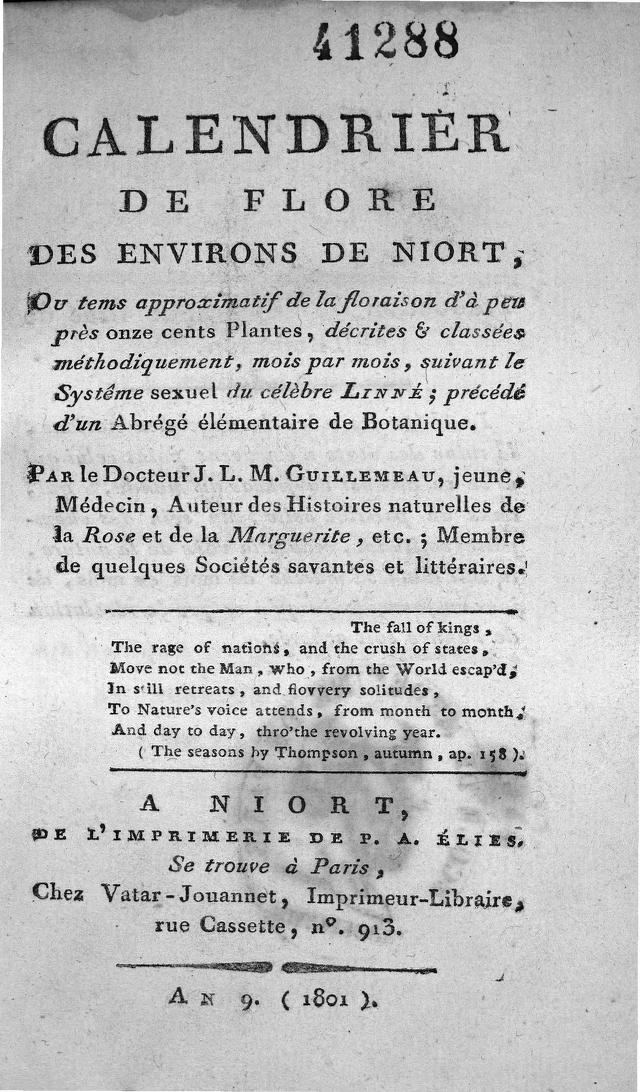 41288
CALENDRIER
DE FLORE
DES ENVIRONS DE NIORT,
Ou tems approximatif de la floraison d'à peu
près onze cents Plantes, décrites & classées
méthodiquement, mois par mois, suivant le
Systême sexuel du célèbre LINNÉ; précédé
d'un Abrégé élémentaire de Botanique.
PAR le Docteur J. L. M. GUILLEMEAU, jeune,
Médecin, Auteur des Histoires naturelles de
la Rose et de la Marguerite, etc. ; Membre
de quelques Sociétés savantes et littéraires.
The fall of kings,
The rage of nations, and the crush of states,
Move not the Man, who, from the World escap'd,
In still retreats, and flovvery solitudes,
To Nature's voice attends, from month to month,
And day to day, thro'the revolving year.
( The seasons by Thompson, autumn, ap. 158 ).
A NIORT,
DE L'IMPRIMERIE DE P. A. ÉLIES.
Se trouve à Paris,
Chez Vatar-Jouannet, Imprimeur-Libraire,
rue Cassette, nº. 913.
AN 9. ( 1801 ).